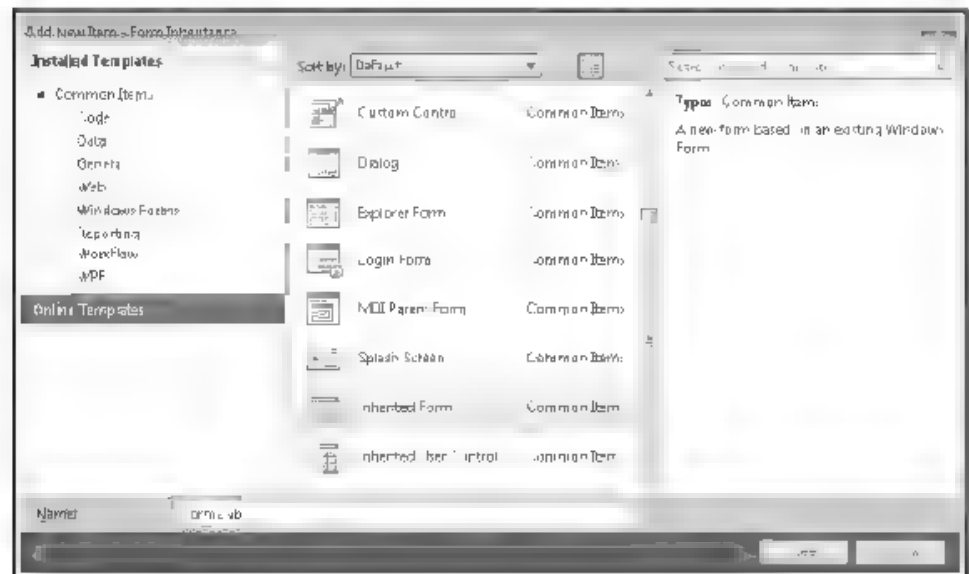 Add New Item - Form Inheritance
Installed Templates
Sort by: Default
Common Items
Code
Data
General
Web
Windows Forms
Reporting
Workflow
WPF
Online Templates
Custom Control Common Items
Dialog Common Items
Explorer Form Common Items
Login Form Common Items
MDI Parent Form Common Items
Splash Screen Common Items
Inherited Form Common Items
Inherited User Control Common Items
Type: Common Items
A new form based on an existing Windows
Form
Name: